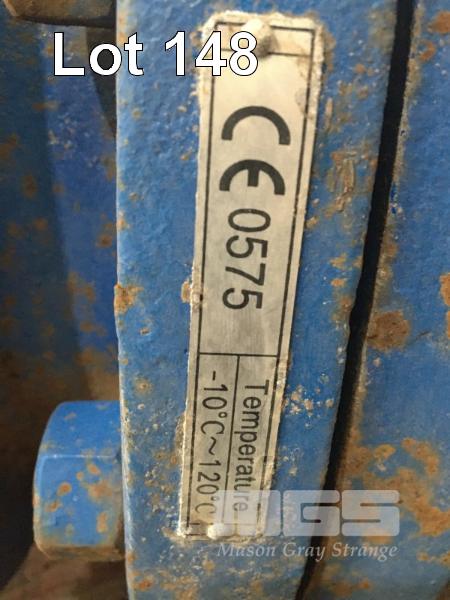 Lot 148
CE 0575
Temperature
-10°C~120°C
MGS
Mason Gray Strange